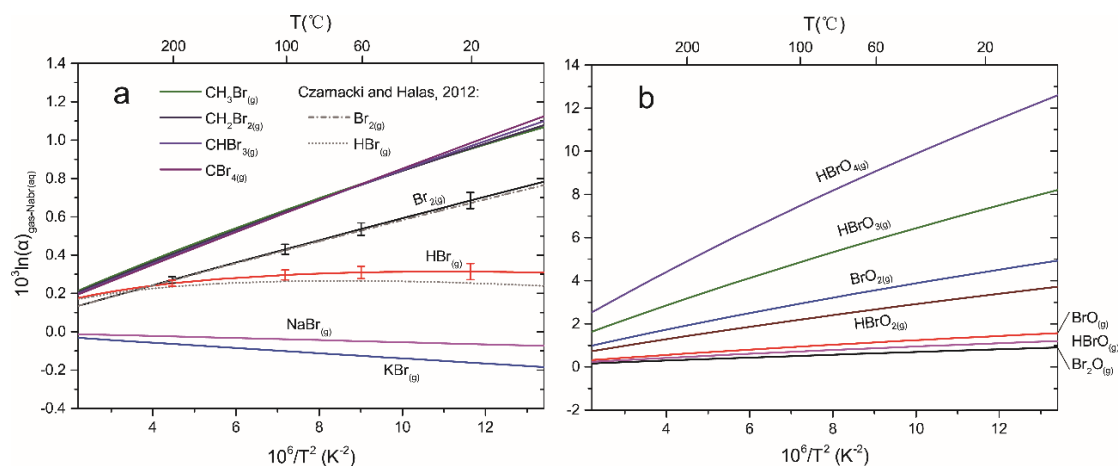 T(℃)
200
100
60
20
1.4
1.2
1.0
0.8
0.6
0.4
0.2
0.0
-0.2
-0.4
10³ln(α)gas-Nabr(aq)
a
CH₃Br(g)
CH₂Br₂(g)
CHBr₃(g)
CBr₄(g)
Czarnacki and Halas, 2012:
Br₂(g)
HBr(g)
Br₂(g)
HBr(g)
NaBr(g)
KBr(g)
4
6
8
10
12
10⁶/T² (K⁻²)
T(℃)
200
100
60
20
14
12
10
8
6
4
2
0
-2
b
HBrO₄(g)
HBrO₃(g)
BrO₂(g)
HBrO₂(g)
BrO(g)
HBrO(g)
Br₂O(g)
4
6
8
10
12
10⁶/T² (K⁻²)